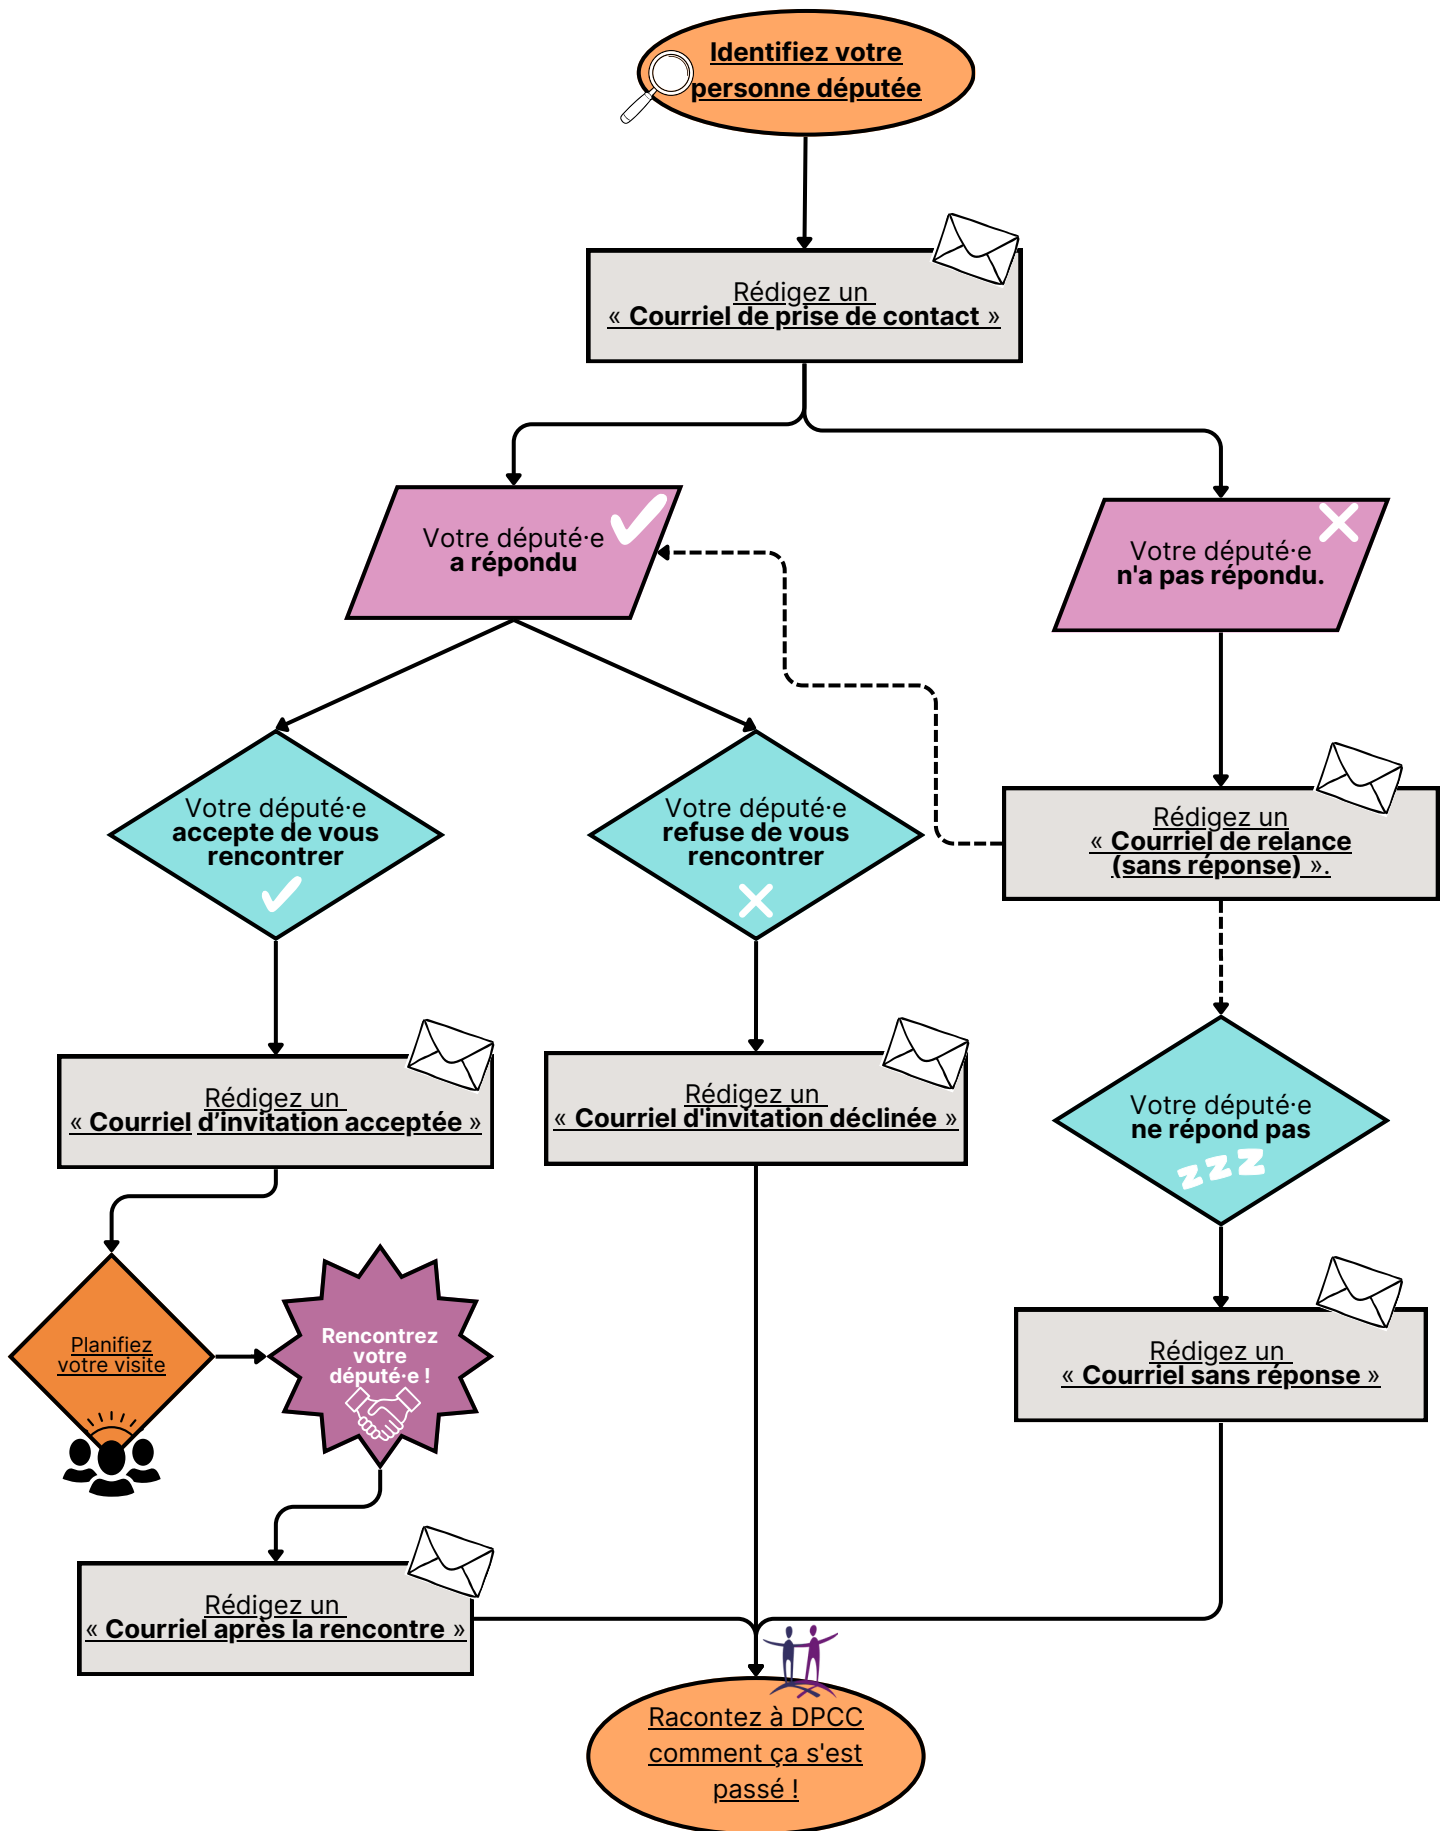 Identifiez votre
personne députée
Rédigez un
« Courriel de prise de contact »
Votre député·e
a répondu
Votre député·e
n'a pas répondu.
Votre député·e
accepte de vous
rencontrer
Votre député·e
refuse de vous
rencontrer
Rédigez un
« Courriel de relance
(sans réponse) ».
Rédigez un
« Courriel d’invitation acceptée »
Rédigez un
« Courriel d'invitation déclinée »
Votre député·e
ne répond pas
z z z
Planifiez
votre visite
Rencontrez
votre
député·e !
Rédigez un
« Courriel sans réponse »
Rédigez un
« Courriel après la rencontre »
Racontez à DPCC
comment ça s'est
passé !